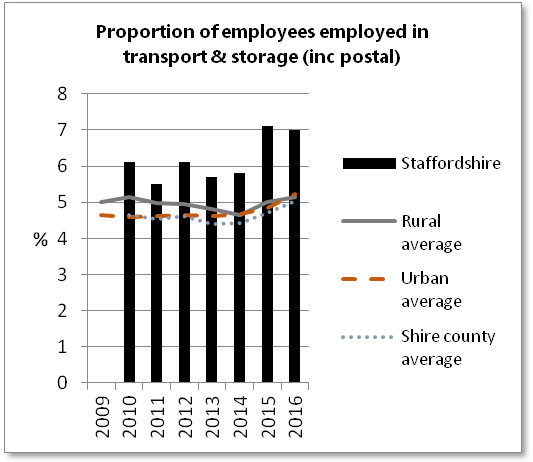 Proportion of employees employed in
transport & storage (inc postal)
8
7
6
5
4
3
2
1
0
%
2009
2010
2011
2012
2013
2014
2015
2016
Staffordshire
Rural
average
Urban
average
Shire county
average